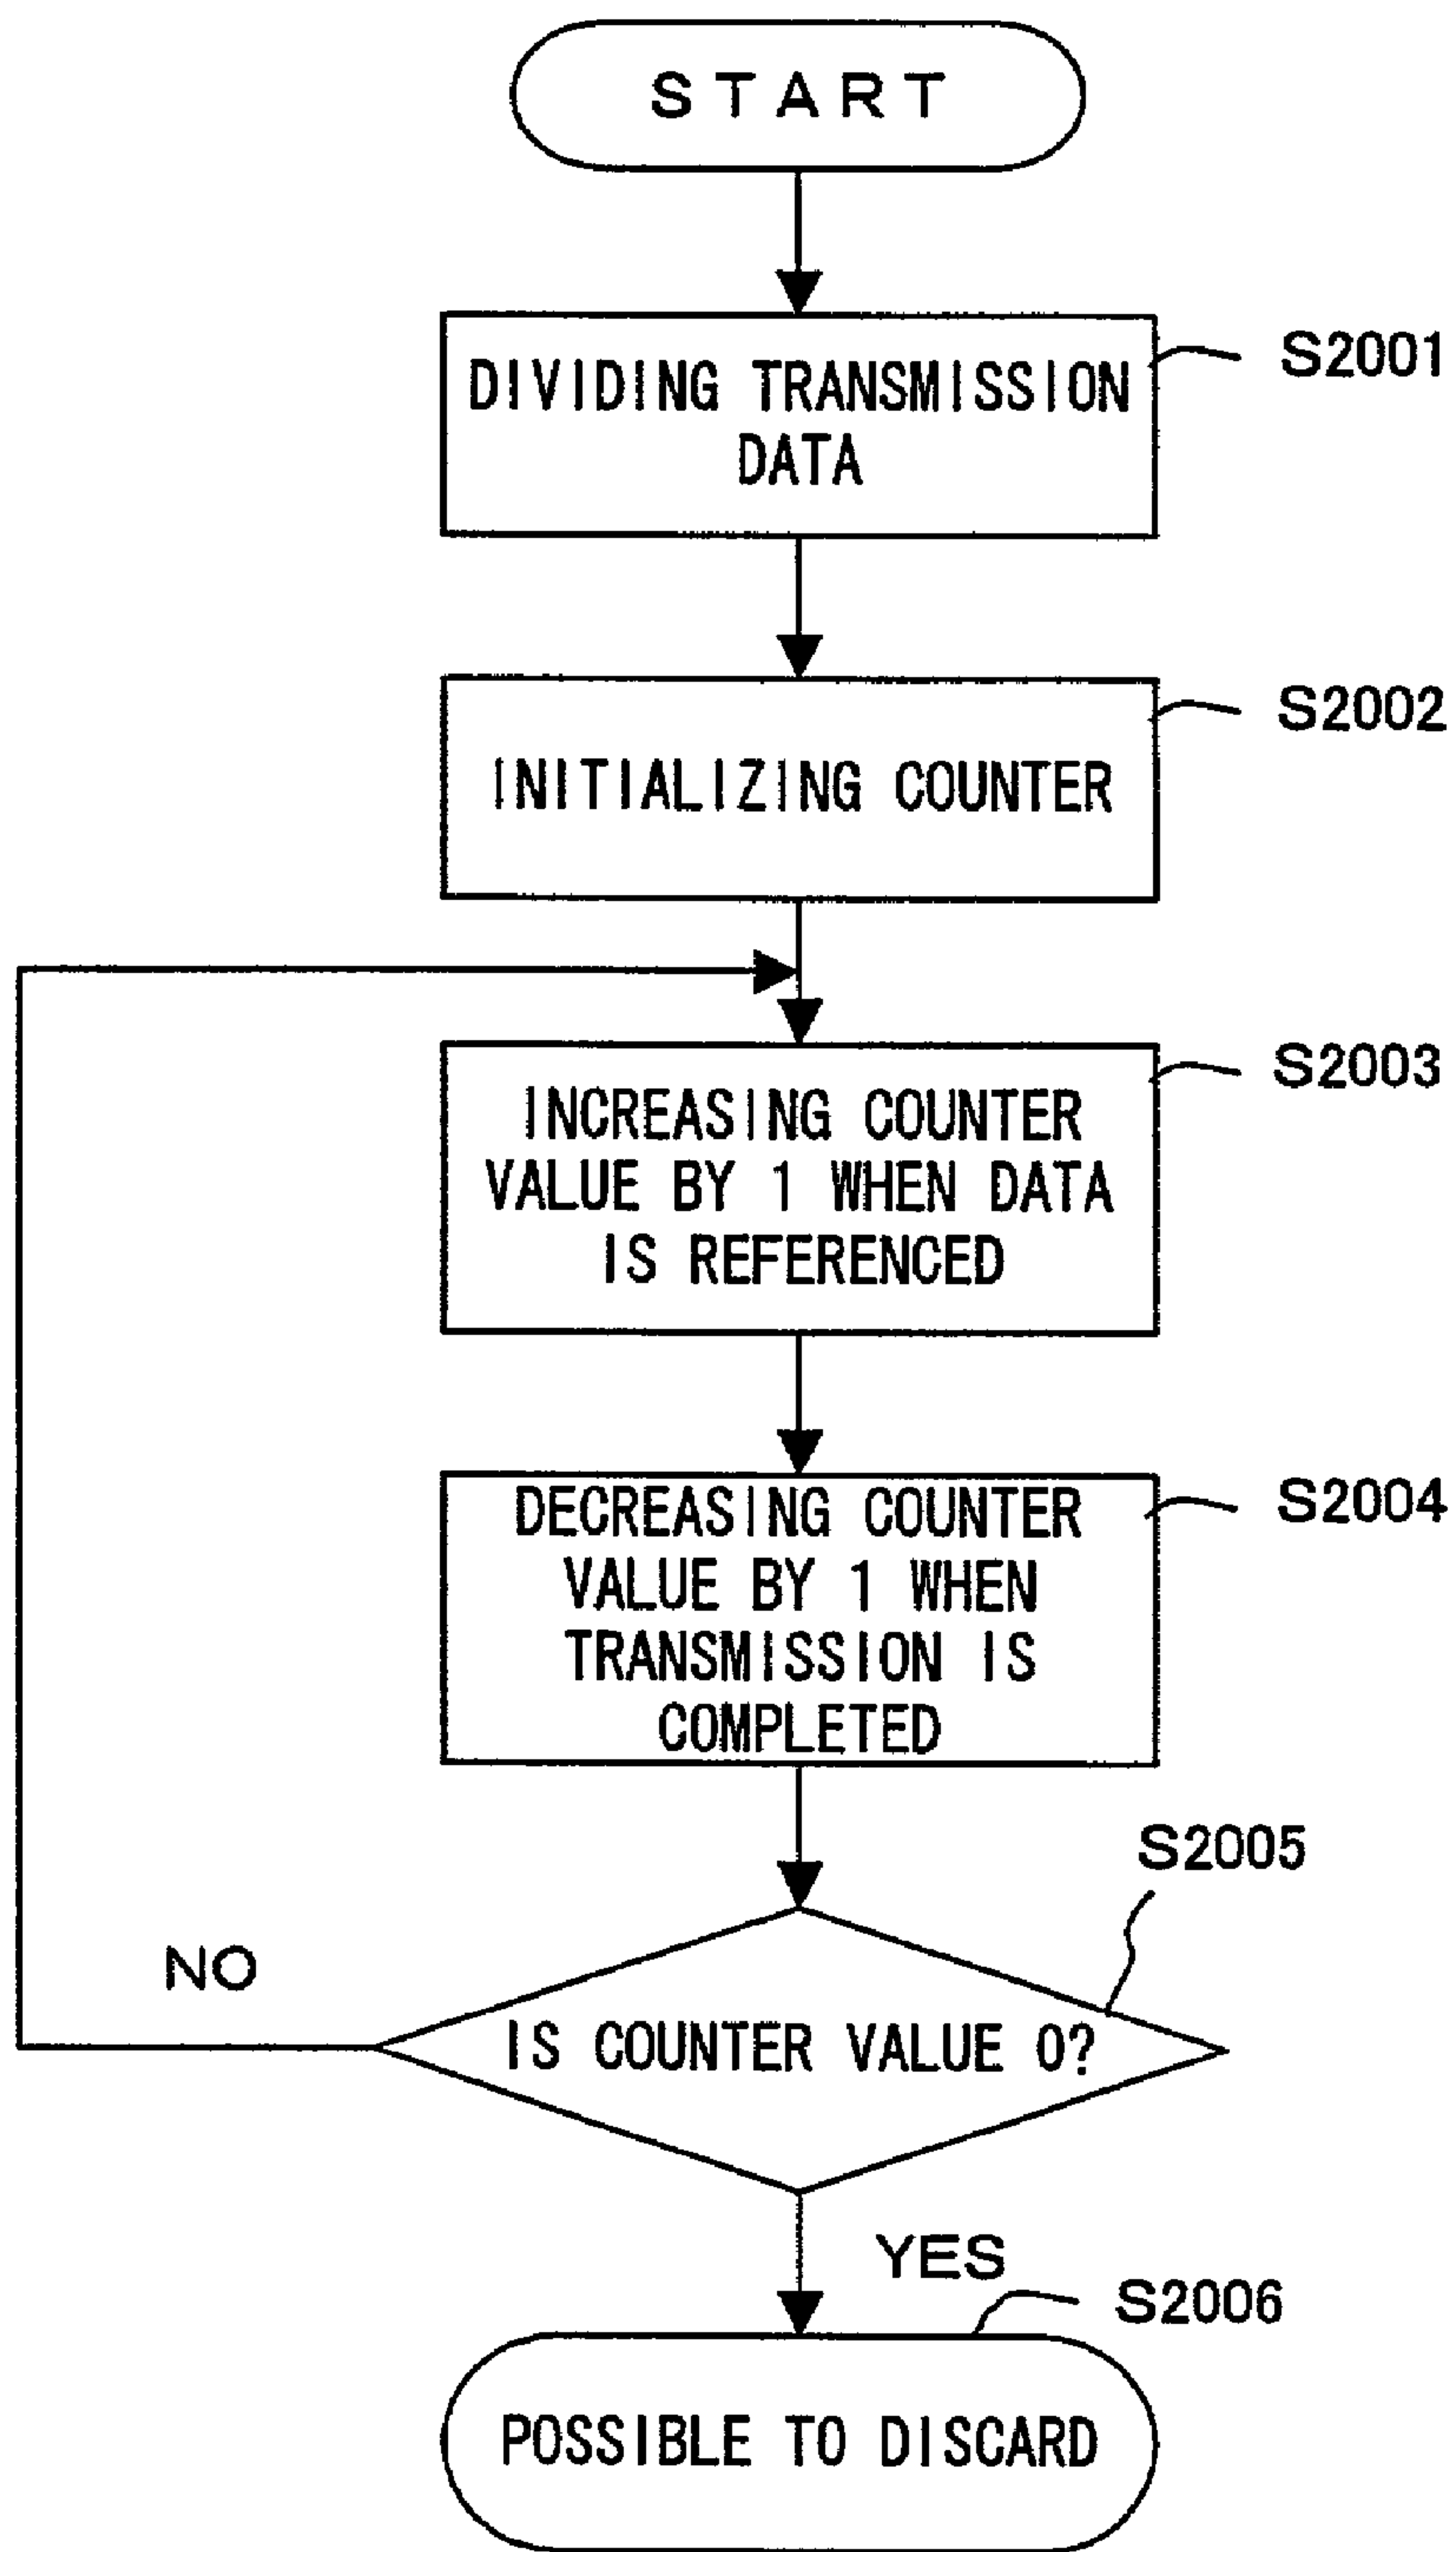 START
S2001
DIVIDING TRANSMISSION
DATA
S2002
INITIALIZING COUNTER
S2003
INCREASING COUNTER
VALUE BY 1 WHEN DATA
IS REFERENCED
S2004
DECREASING COUNTER
VALUE BY 1 WHEN
TRANSMISSION IS
COMPLETED
S2005
NO
IS COUNTER VALUE 0?
YES
S2006
POSSIBLE TO DISCARD